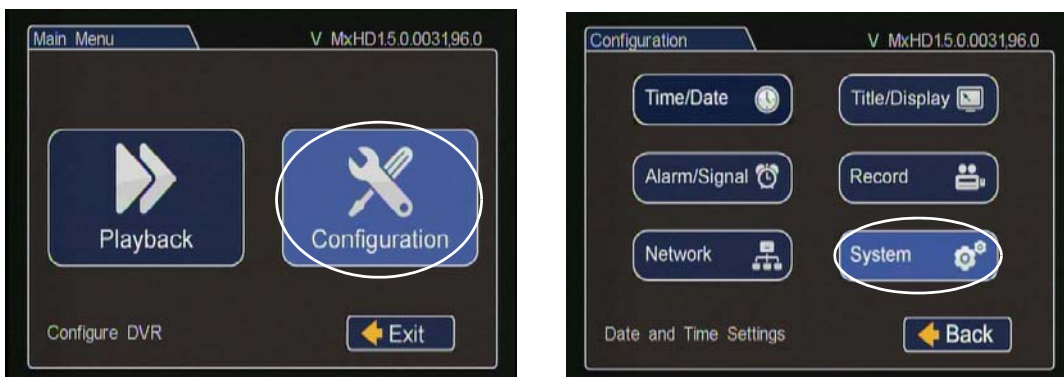 Main Menu
V MxHD1.5.0.0031,96.0
Playback
Configuration
Configure DVR
Exit
Configuration
V MxHD1.5.0.0031,96.0
Time/Date
Title/Display
Alarm/Signal
Record
Network
System
Date and Time Settings
Back